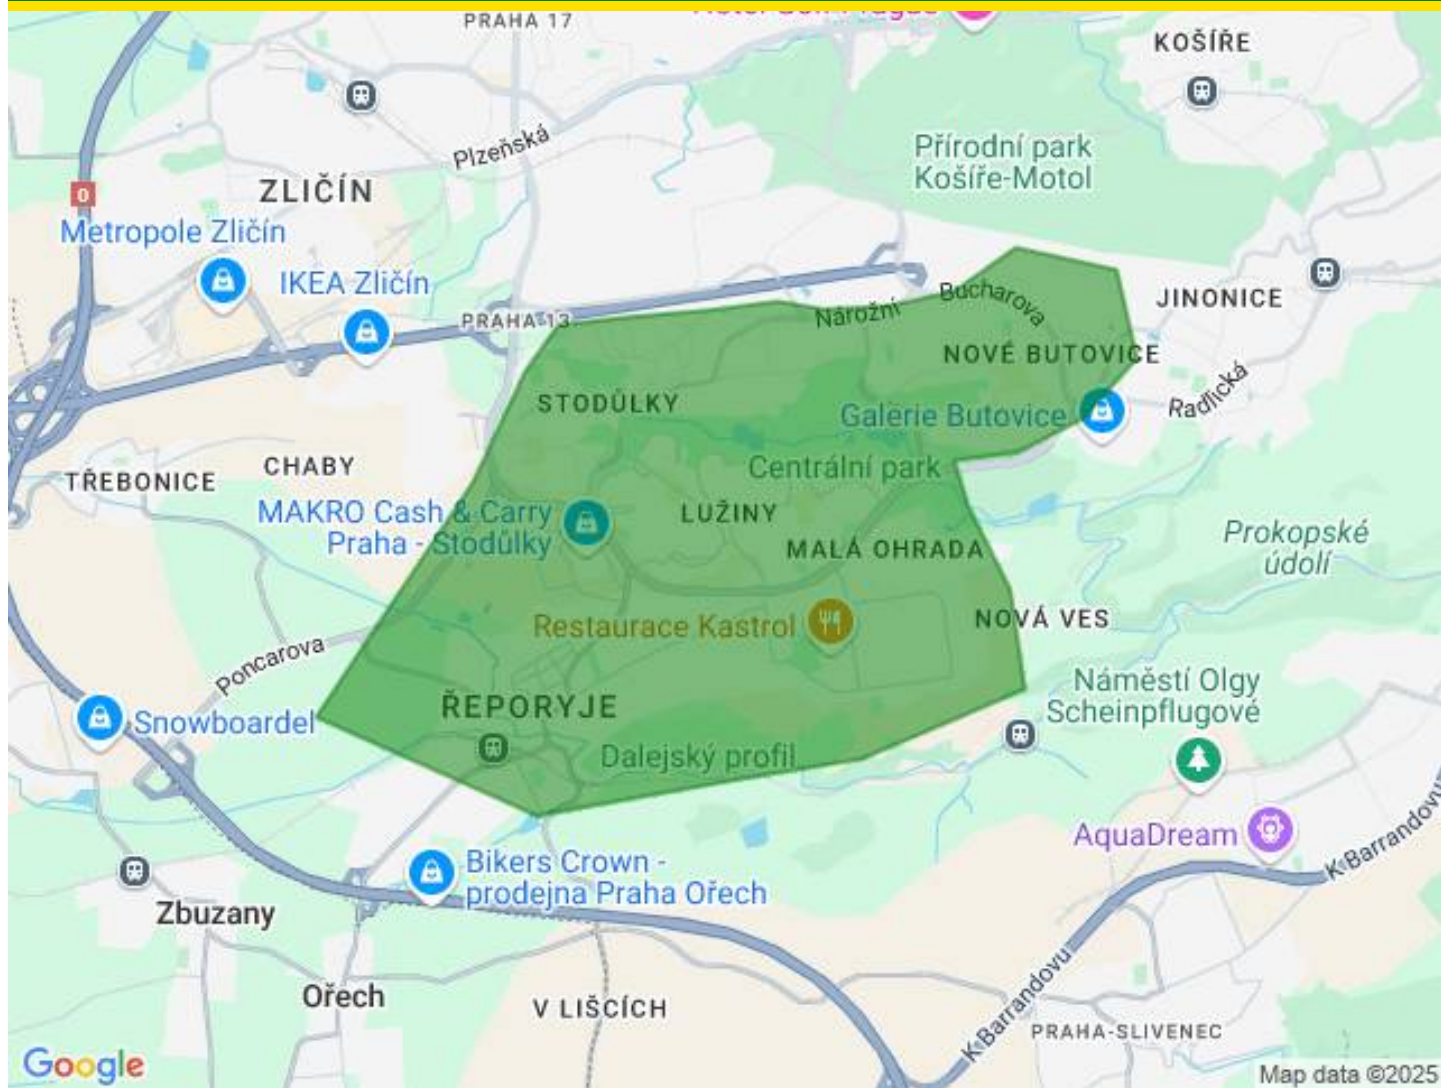 PRAHA 17
KOŠÍŘE
Plzeňská
Přírodní park
Košíře-Motol
ZLIČÍN
0
Metropole Zličín
IKEA Zličín
PRAHA 13
Bucharova
Nárožní
JINONICE
NOVÉ BUTOVICE
Radlická
STODŮLKY
Galerie Butovice
CHABY
TŘEBONICE
Centrální park
MAKRO Cash & Carry
Praha - Stodůlky
LUŽINY
MALÁ OHRADA
Prokopské
údolí
Restaurace Kastrol
NOVÁ VES
Poncarova
Náměstí Olgy
Scheinpflugové
ŘEPORYJE
Snowboardel
Dalejský profil
AquaDream
K Barrandovu
Bikers Crown -
prodejna Praha Ořech
Zbuzany
Ořech
V LIŠCÍCH
K Barrandovu
PRAHA-SLIVENEC
Google
Map data ©2025